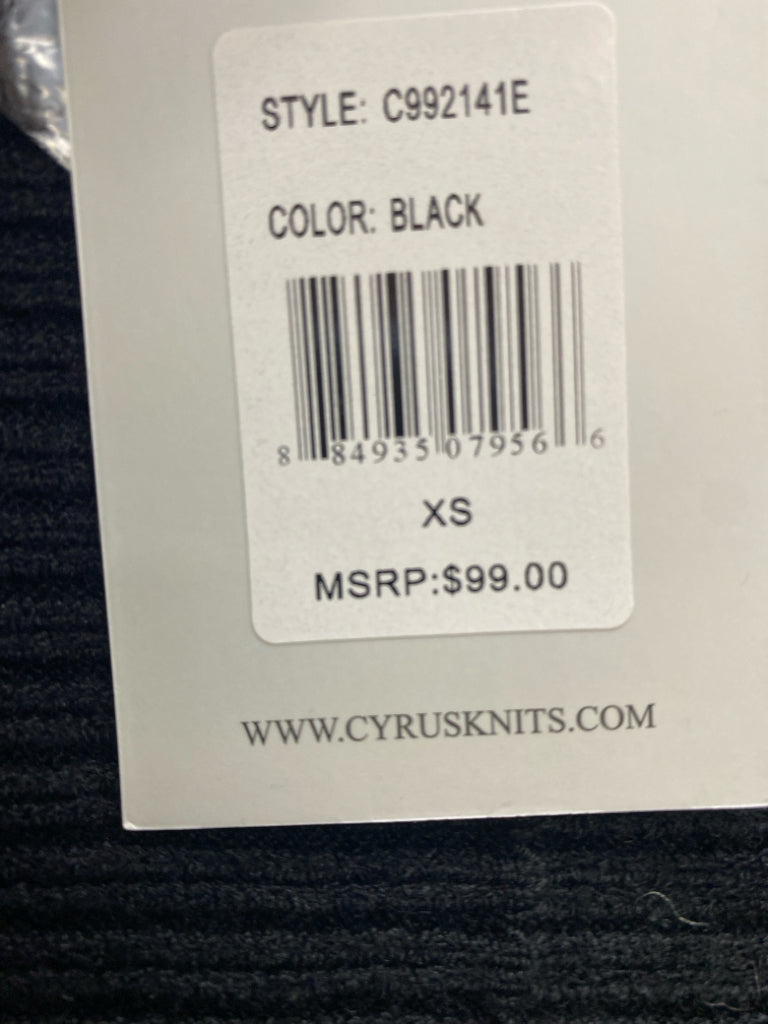 STYLE: C992141E
COLOR: BLACK
8 84935 07956 6
XS
MSRP:$99.00
WWW.CYRUSKNITS.COM